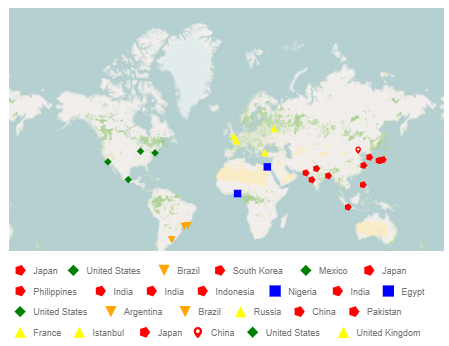 Japan United States Brazil South Korea Mexico Japan
Philippines India India Indonesia Nigeria India Egypt
United States Argentina Brazil Russia China Pakistan
France Istanbul Japan China United States United Kingdom